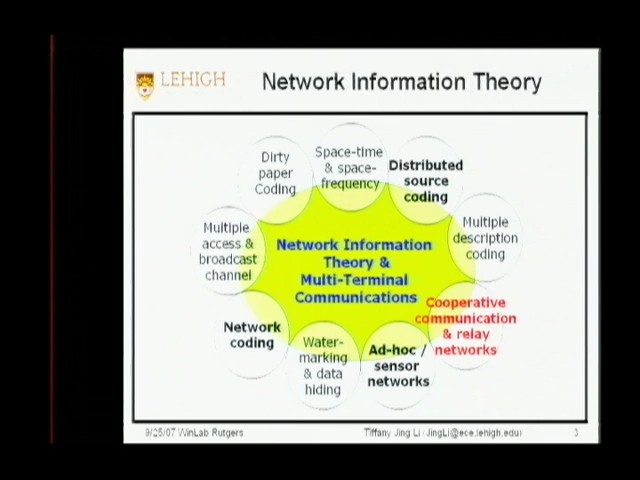 LEHIGH
Network Information Theory
Dirty
paper
Coding
Space-time
& space-
frequency
Distributed
source
coding
Multiple
access &
broadcast
channel
Multiple
description
coding
Network Information
Theory &
Multi-Terminal
Communications
Cooperative
communication
& relay
networks
Network
coding
Water-
marking
& data
hiding
Ad-hoc /
sensor
networks
9/25/07 WinLab Rutgers
Tiffany Jing Li (JingLi@ece.lehigh.edu)
3